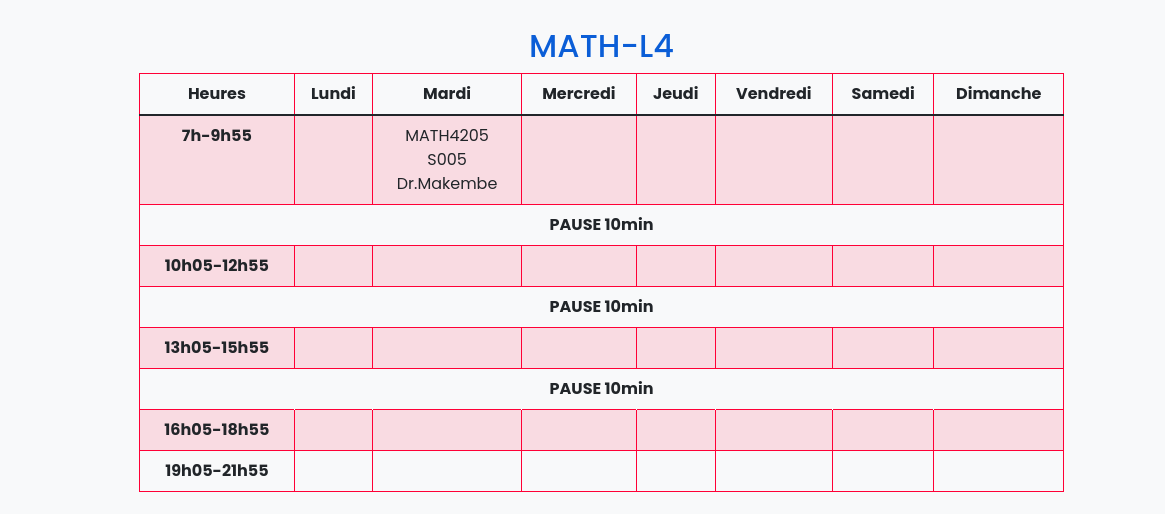 MATH-L4
Heures Lundi Mardi Mercredi Jeudi Vendredi Samedi Dimanche
7h-9h55 MATH4205
S005
Dr.Makembe
PAUSE 10min
10h05-12h55
PAUSE 10min
13h05-15h55
PAUSE 10min
16h05-18h55
19h05-21h55